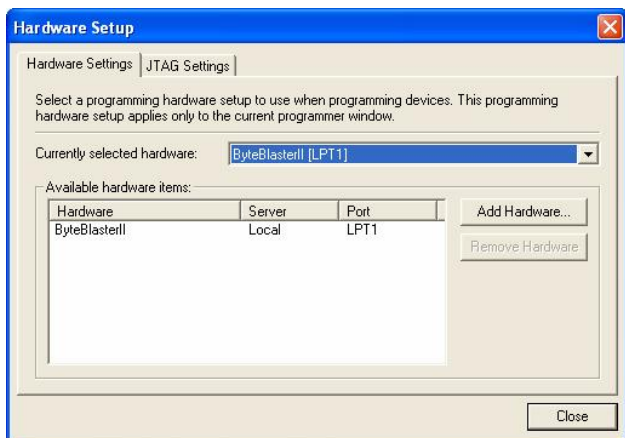 Hardware Setup
Hardware Settings JTAG Settings
Select a programming hardware setup to use when programming devices. This programming
hardware setup applies only to the current programmer window.
Currently selected hardware: ByteBlasterII [LPT1]
Available hardware items:
Hardware Server Port
ByteBlasterII Local LPT1
Add Hardware...
Remove Hardware
Close